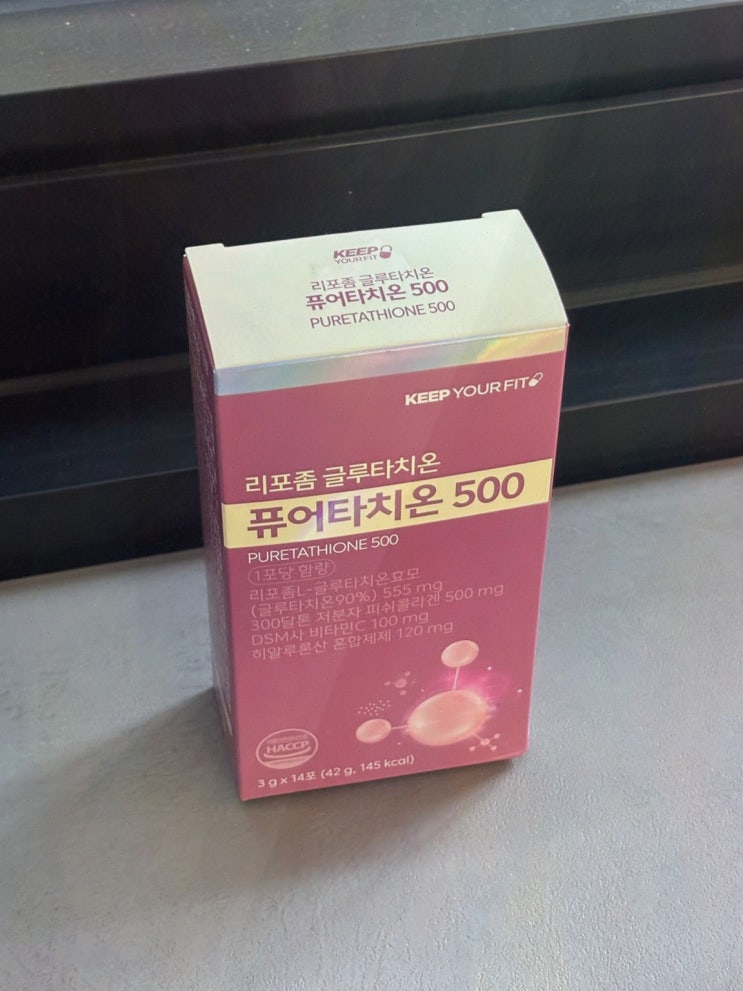 KEEP
YOUR FIT
리포좀 글루타치온
퓨어타치온 500
PURETATHIONE 500
KEEP YOUR FIT
리포좀 글루타치온
퓨어타치온 500
PURETATHIONE 500
1포당 함량
리포좀L-글루타치온효모
(글루타치온90%) 555 mg
300달톤 저분자 피쉬콜라겐 500 mg
DSM사 비타민C 100 mg
히알루론산 혼합제제 120 mg
HACCP
3 g x 14포 (42 g, 145 kcal)